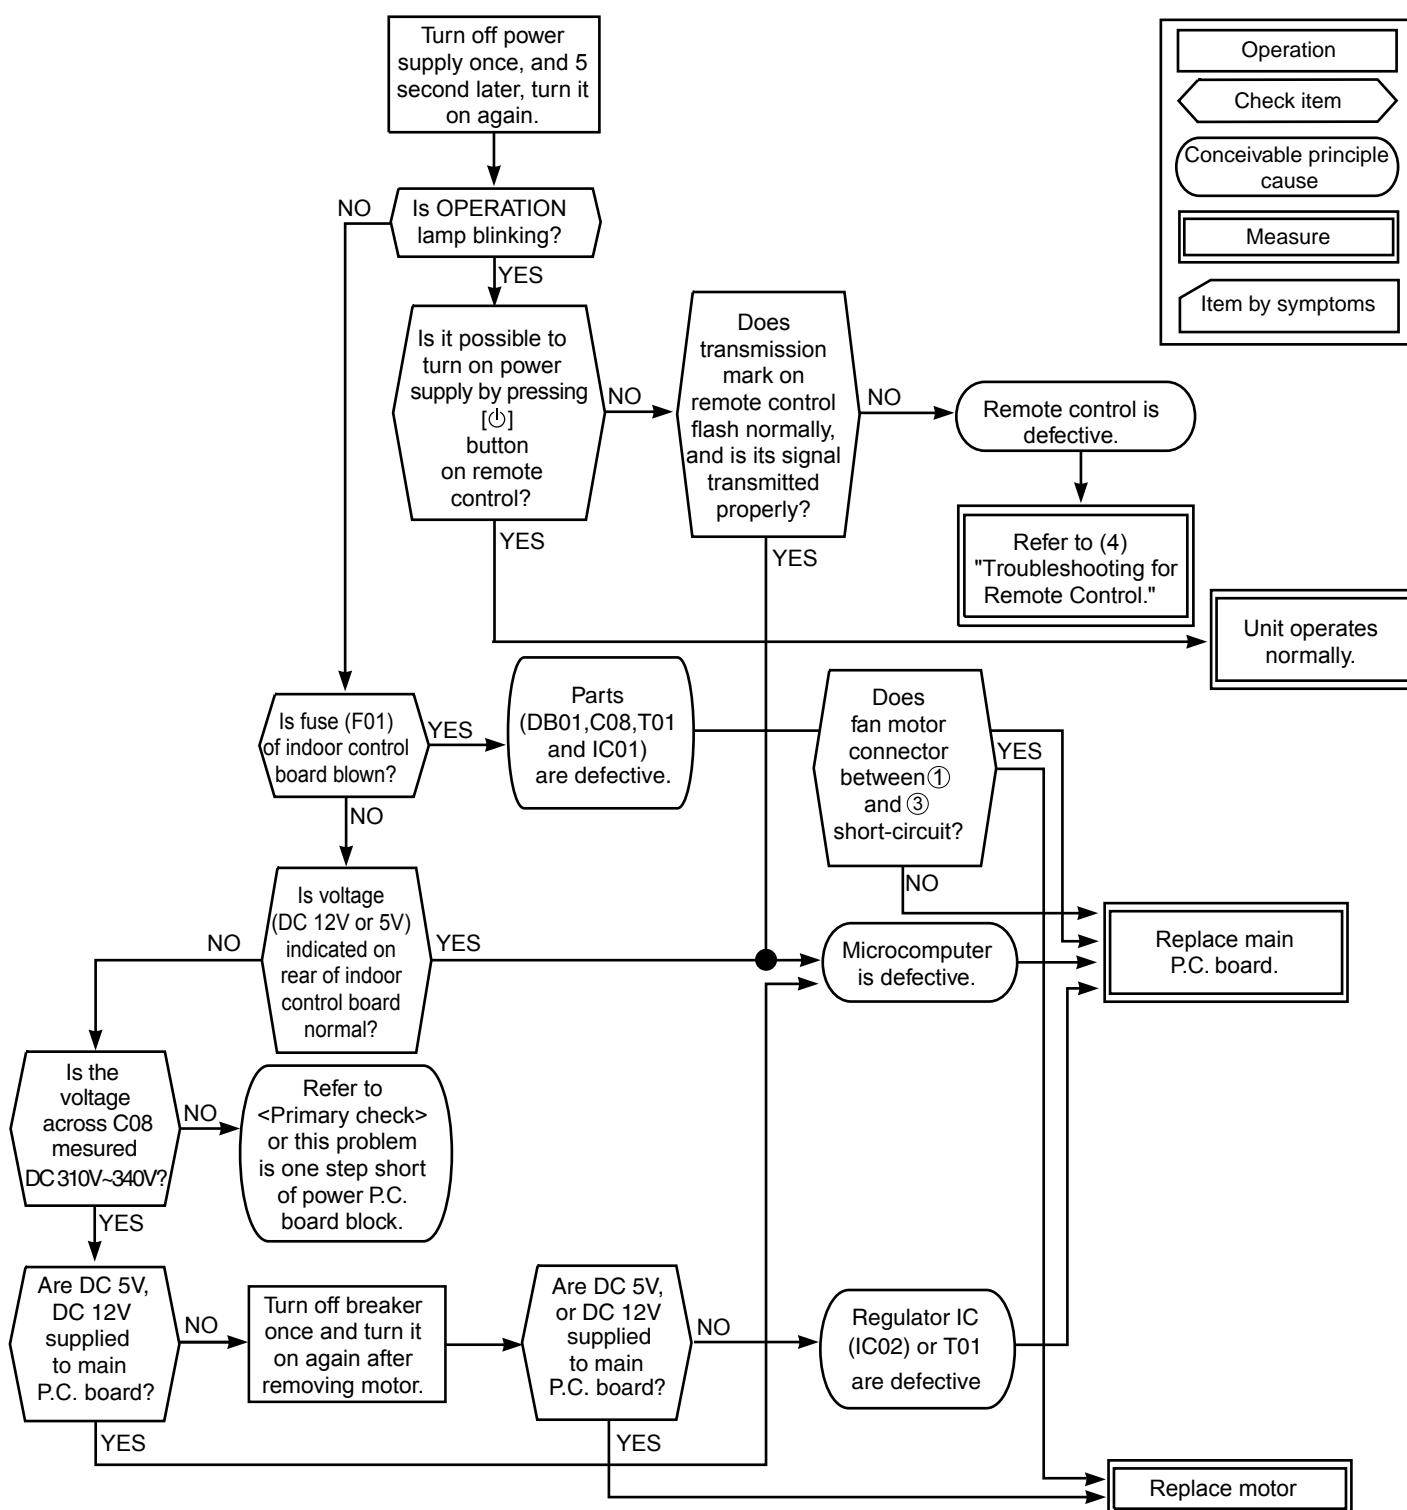 Turn off power
supply once, and 5
second later, turn it
on again.
Operation
Check item
Conceivable principle
cause
Measure
Item by symptoms
NO
Is OPERATION
lamp blinking?
YES
Is it possible to
turn on power
supply by pressing
[⏻]
button
on remote
control?
NO
YES
Does
transmission
mark on
remote control
flash normally,
and is its signal
transmitted
properly?
NO
YES
Remote control is
defective.
Refer to (4)
"Troubleshooting for
Remote Control."
Unit operates
normally.
Is fuse (F01)
of indoor control
board blown?
YES
NO
Parts
(DB01,C08,T01
and IC01)
are defective.
Does
fan motor
connector
between ①
and ③
short-circuit?
YES
NO
Is voltage
(DC 12V or 5V)
indicated on
rear of indoor
control board
normal?
NO
YES
Microcomputer
is defective.
Replace main
P.C. board.
Is the
voltage
across C08
mesured
DC 310V~340V?
NO
YES
Refer to
<Primary check>
or this problem
is one step short
of power P.C.
board block.
Are DC 5V,
DC 12V
supplied
to main
P.C. board?
NO
YES
Turn off breaker
once and turn it
on again after
removing motor.
Are DC 5V,
or DC 12V
supplied
to main
P.C. board?
NO
YES
Regulator IC
(IC02) or T01
are defective
Replace motor